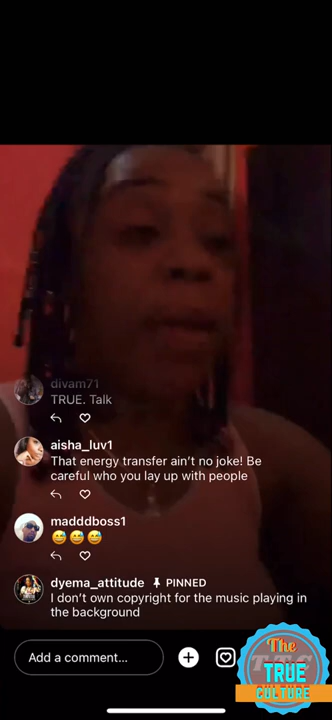 divam71
TRUE. Talk
aisha_luv1
That energy transfer ain't no joke! Be
careful who you lay up with people
madddboss1
😅😅😅
dyema_attitude PINNED
I don't own copyright for the music playing in
the background
Add a comment...
The
T.T.C
TRUE
CULTURE